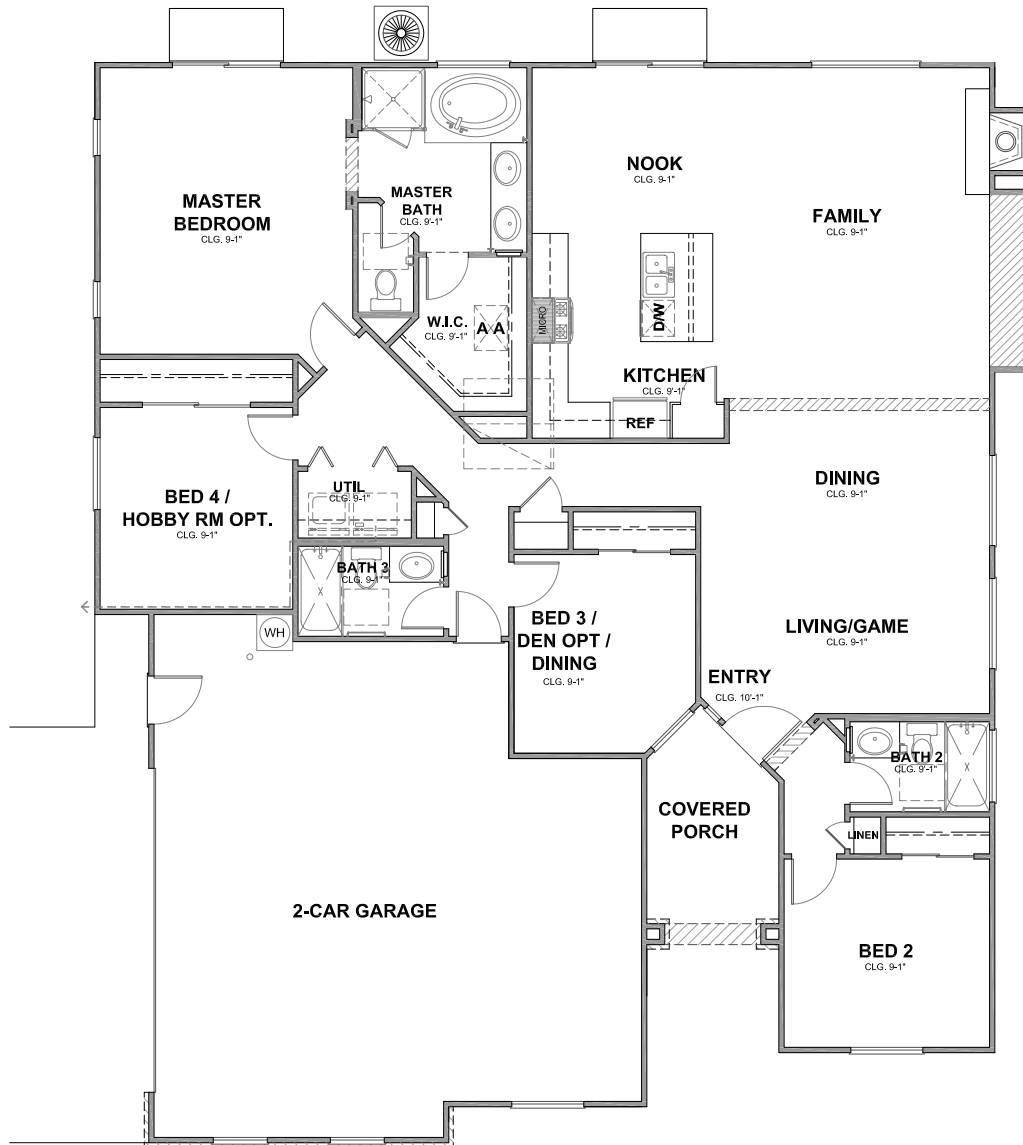 NOOK
CLG. 9-1"
MASTER
BEDROOM
CLG. 9-1"
MASTER
BATH
CLG. 9'-1"
FAMILY
CLG. 9-1"
W.I.C.
CLG. 9'-1"
A A
MICRO
D/W
KITCHEN
CLG. 9'-1"
REF
UTIL
CLG. 9-1"
DINING
CLG. 9-1"
BED 4 /
HOBBY RM OPT.
CLG. 9-1"
BATH 3
CLG. 9-1"
WH
BED 3 /
DEN OPT /
DINING
CLG. 9-1"
LIVING/GAME
CLG. 9-1"
ENTRY
CLG. 10'-1"
BATH 2
CLG. 9'-1"
COVERED
PORCH
LINEN
2-CAR GARAGE
BED 2
CLG. 9-1"